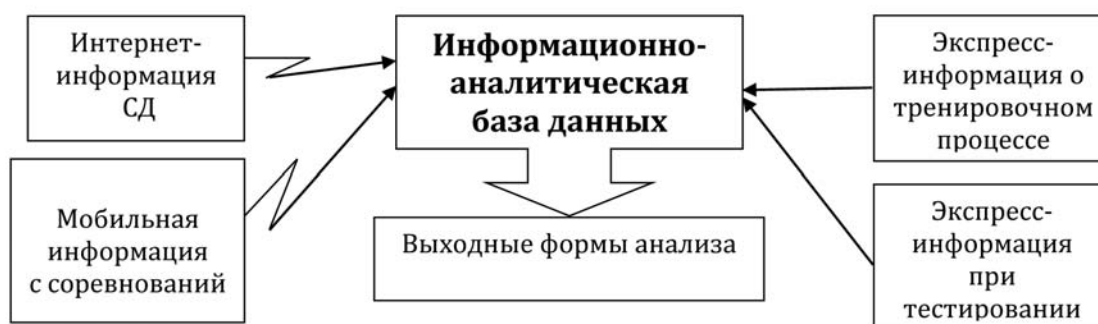 Интернет-
информация
СД
Мобильная
информация
с соревнований
Информационно-
аналитическая
база данных
Выходные формы анализа
Экспресс-
информация о
тренировочном
процессе
Экспресс-
информация
при
тестировании